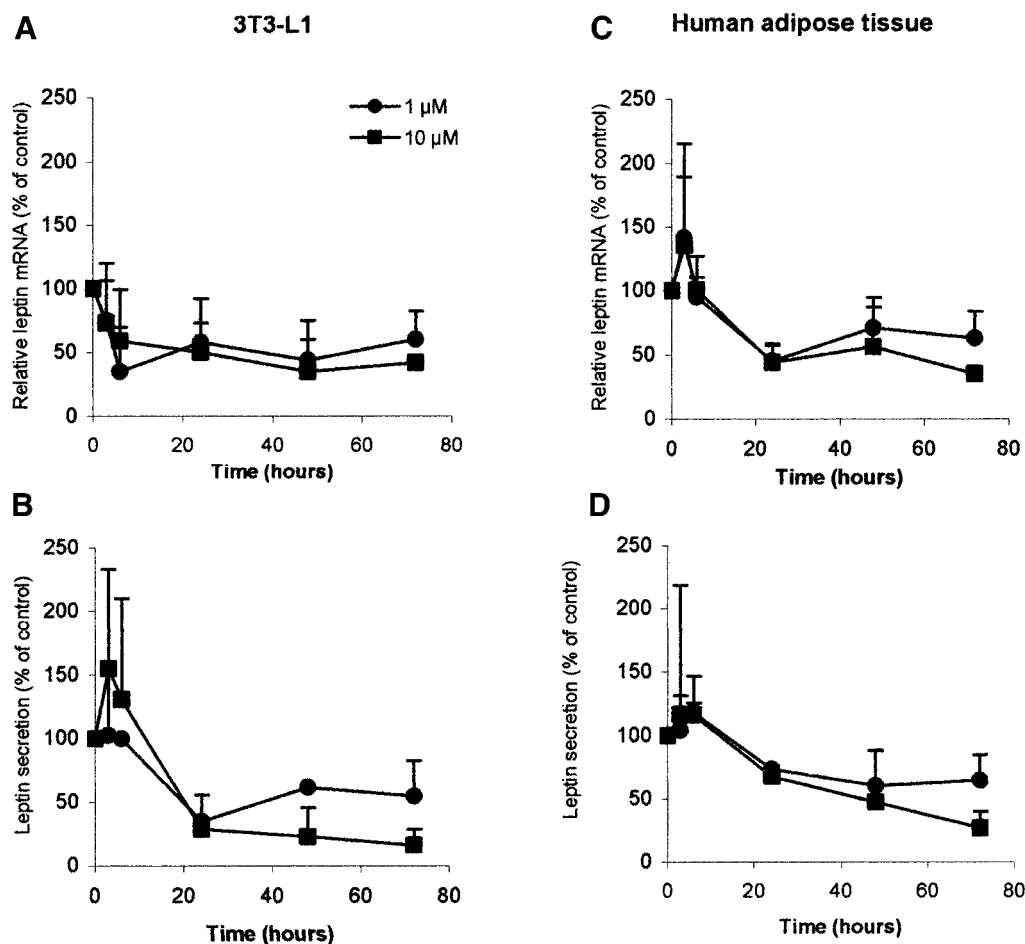 A
3T3-L1
Relative leptin mRNA (% of control)
250
200
150
100
50
0
0 20 40 60 80
Time (hours)
1 µM
10 µM
C
Human adipose tissue
Relative leptin mRNA (% of control)
250
200
150
100
50
0
0 20 40 60 80
Time (hours)
B
Leptin secretion (% of control)
250
200
150
100
50
0
0 20 40 60 80
Time (hours)
D
Leptin secretion (% of control)
250
200
150
100
50
0
0 20 40 60 80
Time (hours)